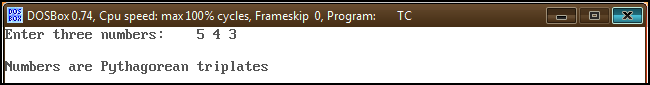 DOSBox 0.74, Cpu speed: max 100% cycles, Frameskip 0, Program: TC
Enter three numbers: 5 4 3
Numbers are Pythagorean triplates